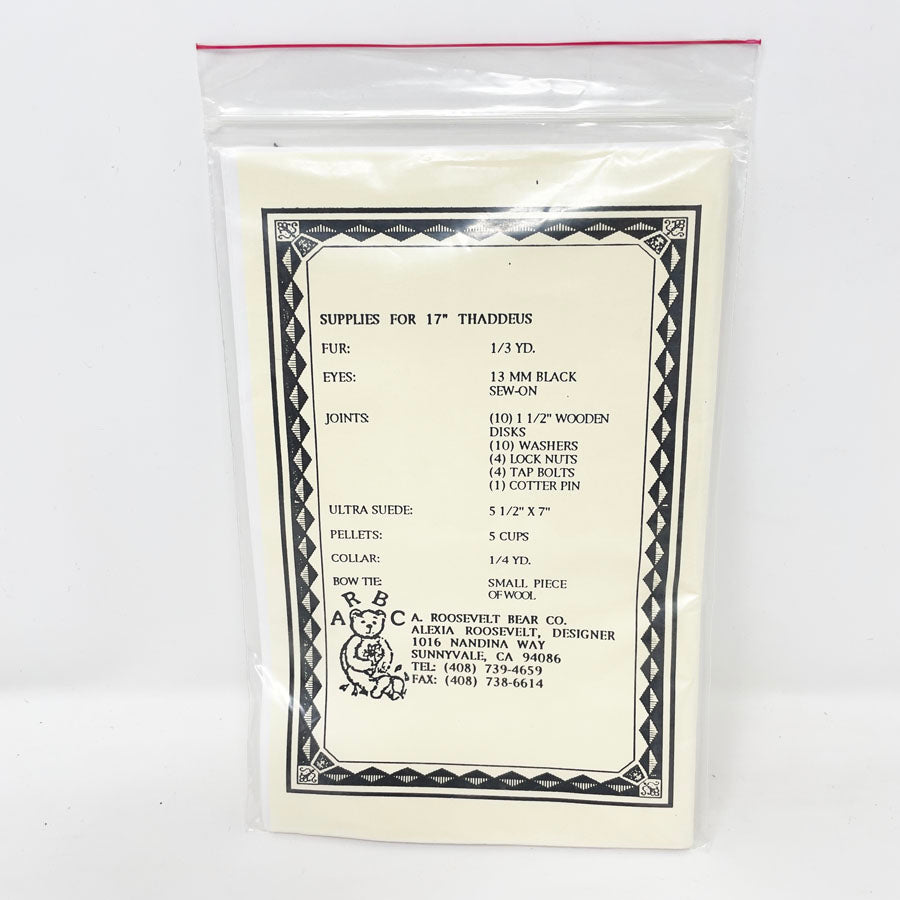 SUPPLIES FOR 17" THADDEUS
FUR: 1/3 YD.
EYES: 13 MM BLACK
SEW-ON
JOINTS: (10) 1 1/2" WOODEN
DISKS
(10) WASHERS
(4) LOCK NUTS
(4) TAP BOLTS
(1) COTTER PIN
ULTRA SUEDE: 5 1/2" X 7"
PELLETS: 5 CUPS
COLLAR: 1/4 YD.
BOW TIE: SMALL PIECE
OF WOOL
A R B C
A. ROOSEVELT BEAR CO.
ALEXIA ROOSEVELT, DESIGNER
1016 NANDINA WAY
SUNNYVALE, CA 94086
TEL: (408) 739-4659
FAX: (408) 738-6614